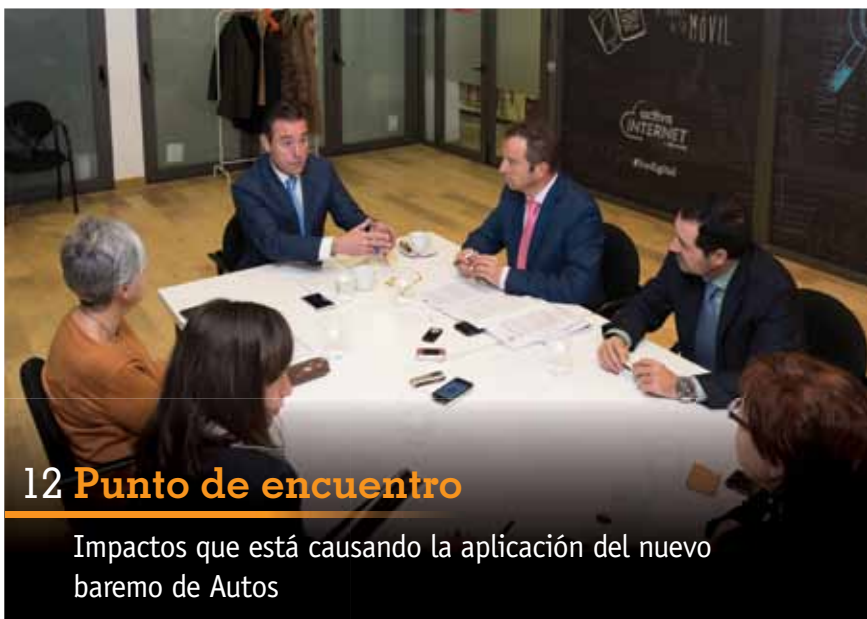 MÓVIL
activa
INTERNET
12 Punto de encuentro
Impactos que está causando la aplicación del nuevo
baremo de Autos